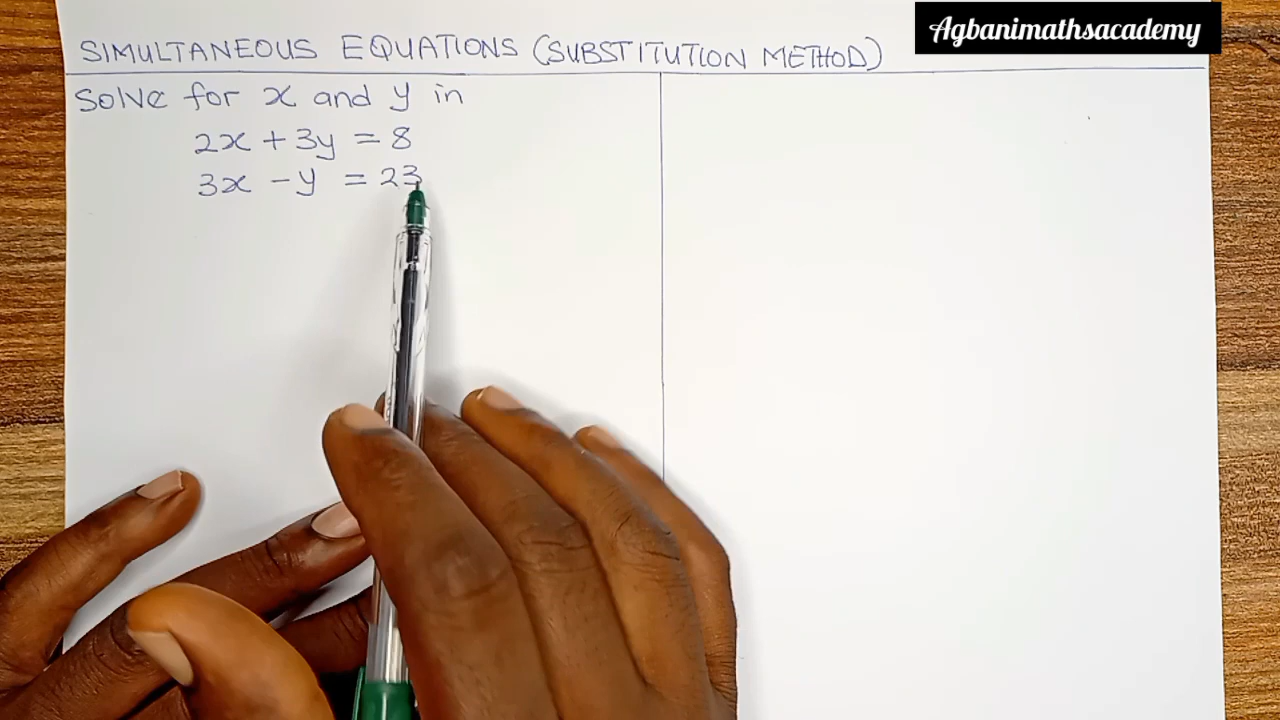 Agbanimathsacademy
SIMULTANEOUS EQUATIONS (SUBSTITUTION METHOD)
Solve for x and y in
2x + 3y = 8
3x - y = 23